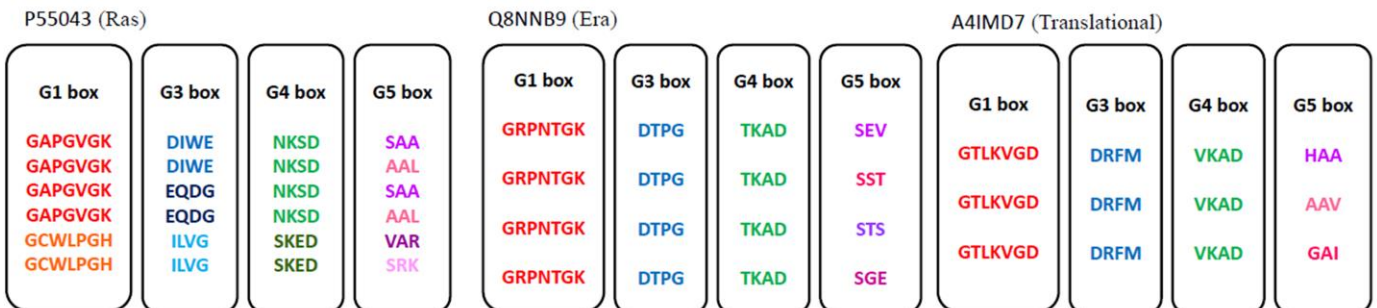 P55043 (Ras)
G1 box G3 box G4 box G5 box
GAPGVGK DIWE NKSD SAA
GAPGVGK DIWE NKSD AAL
GAPGVGK EQDG NKSD SAA
GAPGVGK EQDG NKSD AAL
GCWLPGH ILVG SKED VAR
GCWLPGH ILVG SKED SRK
Q8NNB9 (Era)
G1 box G3 box G4 box G5 box
GRPNTGK DTPG TKAD SEV
GRPNTGK DTPG TKAD SST
GRPNTGK DTPG TKAD STS
GRPNTGK DTPG TKAD SGE
A4IMD7 (Translational)
G1 box G3 box G4 box G5 box
GTLKVGD DRFM VKAD HAA
GTLKVGD DRFM VKAD AAV
GTLKVGD DRFM VKAD GAI